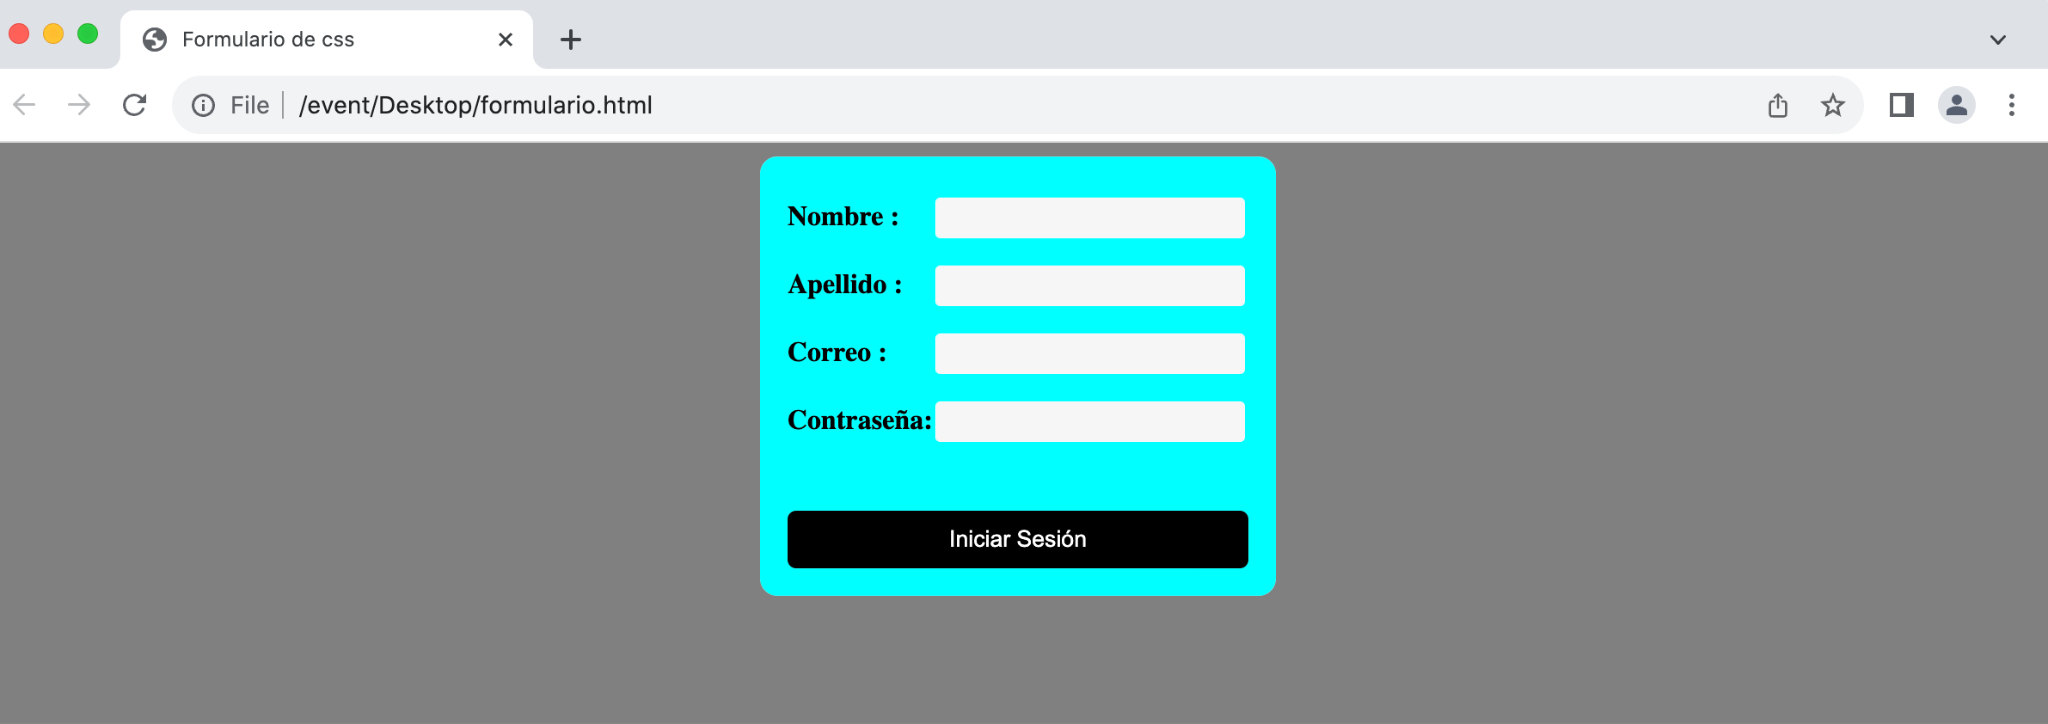 Formulario de css
File /event/Desktop/formulario.html
Nombre :
Apellido :
Correo :
Contraseña:
Iniciar Sesión